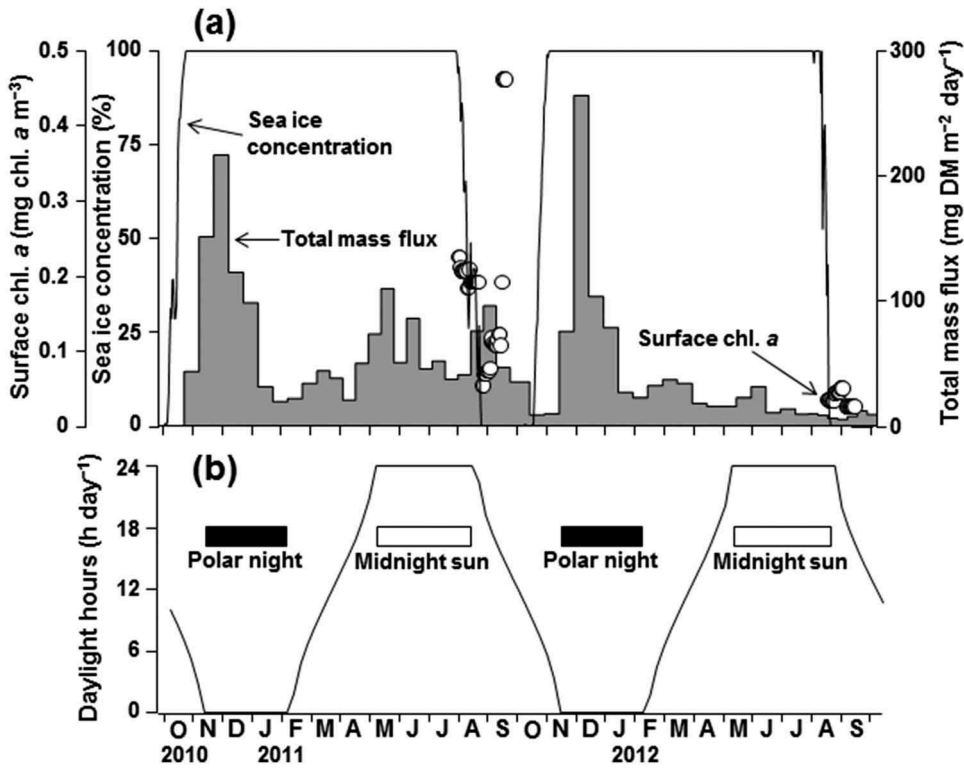 (a)
Surface chl. a (mg chl. a m⁻³)
0.5
0.4
0.3
0.2
0.1
0
Sea ice concentration (%)
100
75
50
25
0
Sea ice
concentration
Total mass flux
Surface chl. a
Total mass flux (mg DM m⁻² day⁻¹)
300
200
100
0
(b)
Daylight hours (h day⁻¹)
24
18
12
6
0
Polar night
Midnight sun
Polar night
Midnight sun
O N D J F M A M J J A S O N D J F M A M J J A S
2010 2011 2012